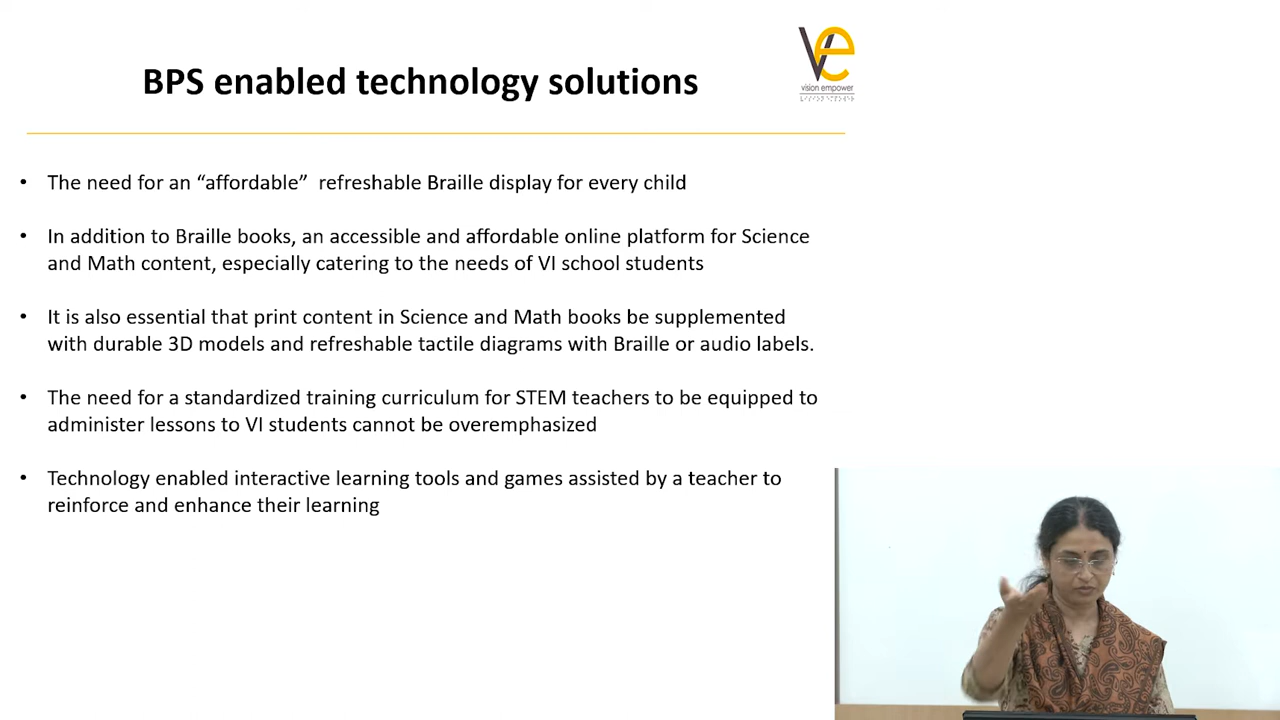 BPS enabled technology solutions
vision empower
• The need for an “affordable”  refreshable Braille display for every child
• In addition to Braille books, an accessible and affordable online platform for Science
and Math content, especially catering to the needs of VI school students
• It is also essential that print content in Science and Math books be supplemented
with durable 3D models and refreshable tactile diagrams with Braille or audio labels.
• The need for a standardized training curriculum for STEM teachers to be equipped to
administer lessons to VI students cannot be overemphasized
• Technology enabled interactive learning tools and games assisted by a teacher to
reinforce and enhance their learning